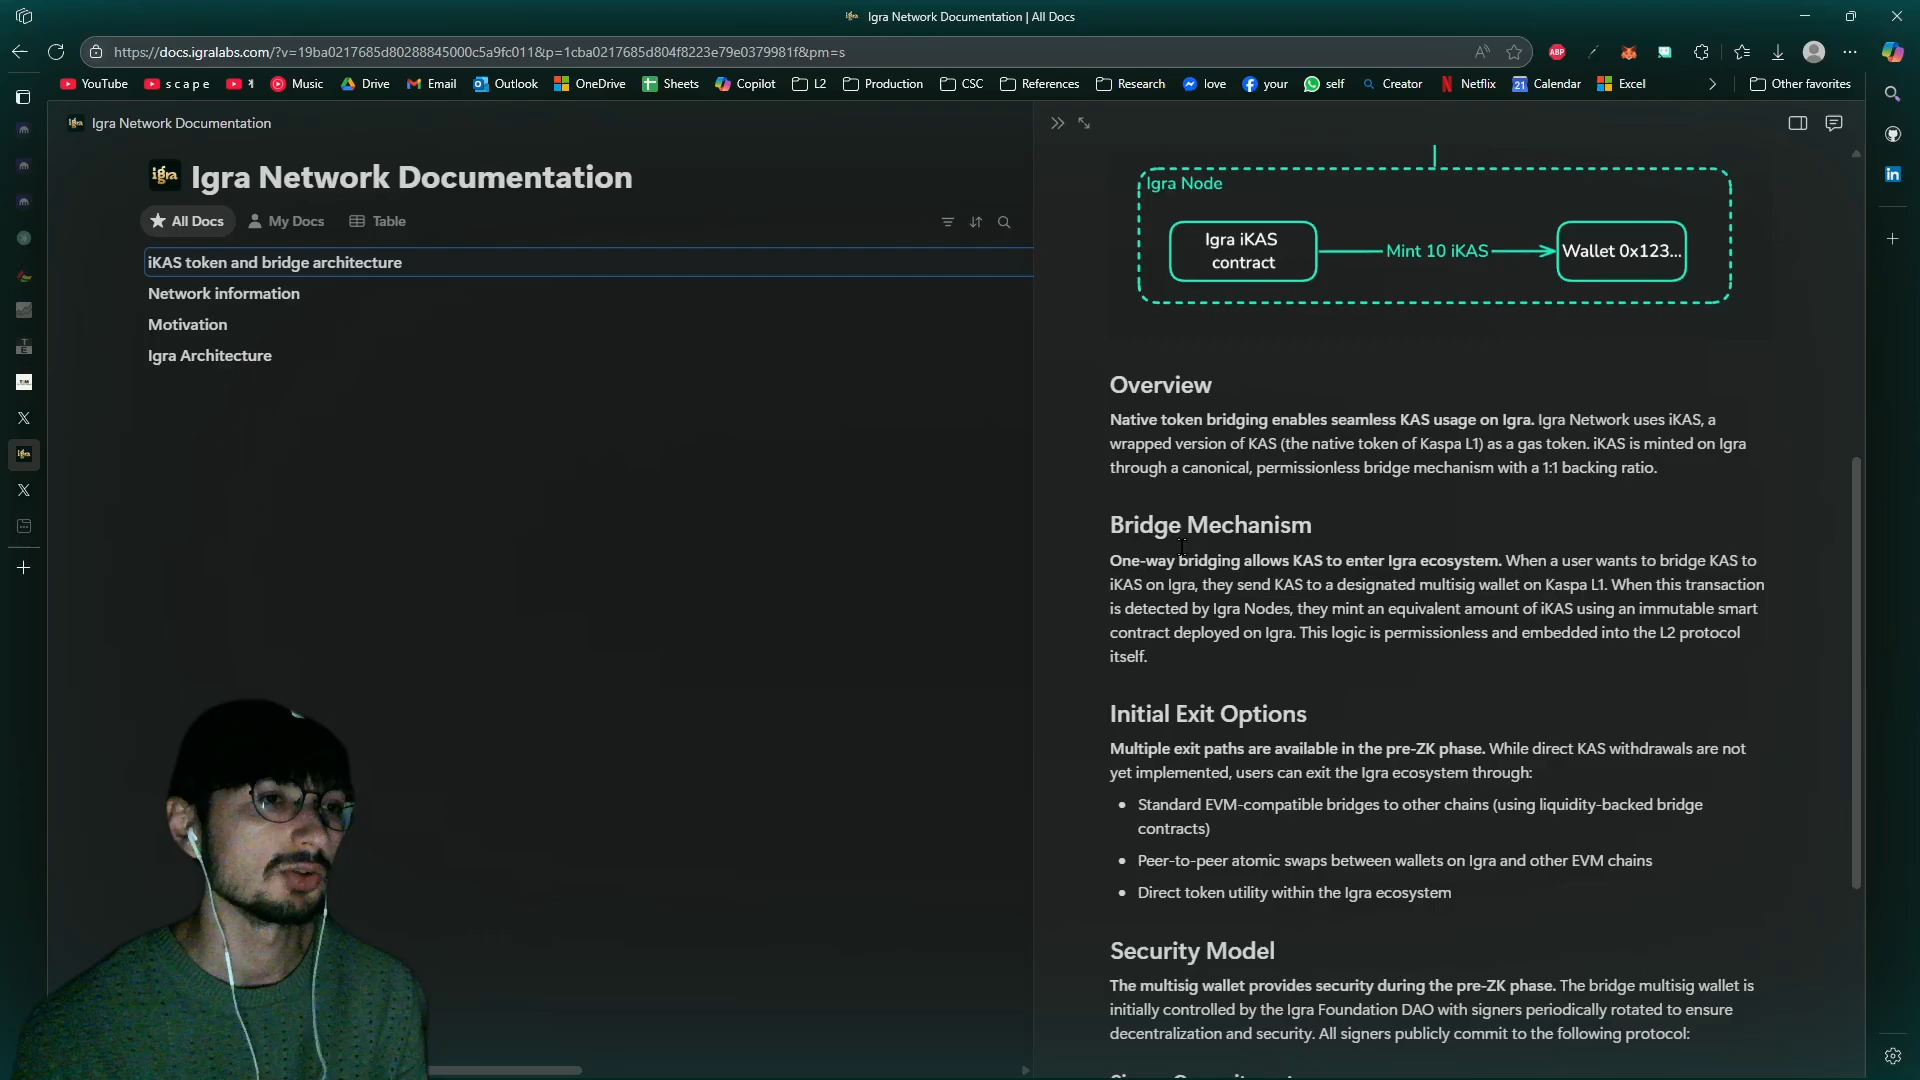 Igra Network Documentation | All Docs
https://docs.igralabs.com/?v=19ba0217685d80288845000c5a9fc011&p=1cba0217685d804f8223e79e0379981f&pm=s
YouTube
s c a p e
Music
Drive
Email
Outlook
OneDrive
Sheets
Copilot
L2
Production
CSC
References
Research
love
your
self
Creator
Netflix
Calendar
Excel
Other favorites
Igra Network Documentation
igra Igra Network Documentation
All Docs
My Docs
Table
iKAS token and bridge architecture
Network information
Motivation
Igra Architecture
Igra Node
Igra iKAS
contract
Mint 10 iKAS
Wallet 0x123...
Overview
Native token bridging enables seamless KAS usage on Igra. Igra Network uses iKAS, a
wrapped version of KAS (the native token of Kaspa L1) as a gas token. iKAS is minted on Igra
through a canonical, permissionless bridge mechanism with a 1:1 backing ratio.
Bridge Mechanism
One-way bridging allows KAS to enter Igra ecosystem. When a user wants to bridge KAS to
iKAS on Igra, they send KAS to a designated multisig wallet on Kaspa L1. When this transaction
is detected by Igra Nodes, they mint an equivalent amount of iKAS using an immutable smart
contract deployed on Igra. This logic is permissionless and embedded into the L2 protocol
itself.
Initial Exit Options
Multiple exit paths are available in the pre-ZK phase. While direct KAS withdrawals are not
yet implemented, users can exit the Igra ecosystem through:
• Standard EVM-compatible bridges to other chains (using liquidity-backed bridge
contracts)
• Peer-to-peer atomic swaps between wallets on Igra and other EVM chains
• Direct token utility within the Igra ecosystem
Security Model
The multisig wallet provides security during the pre-ZK phase. The bridge multisig wallet is
initially controlled by the Igra Foundation DAO with signers periodically rotated to ensure
decentralization and security. All signers publicly commit to the following protocol: